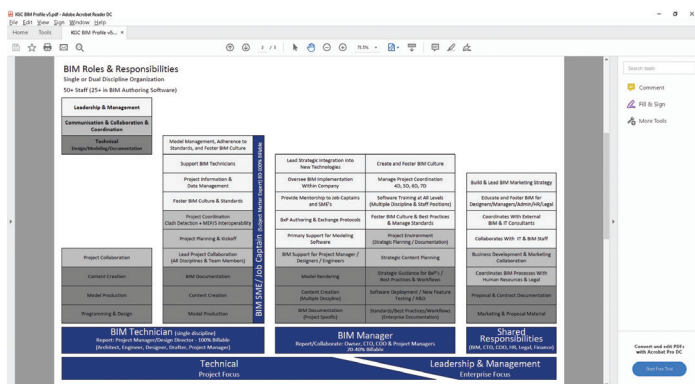 KGC BIM Profile v5.pdf - Adobe Acrobat Reader DC
File Edit View Sign Window Help
Home Tools KGC BIM Profile v5... ×
Search tools
Comment
Fill & Sign
More Tools
BIM Roles & Responsibilities
Single or Dual Discipline Organization
50+ Staff (25+ in BIM Authoring Software)
Leadership & Management
Communication & Collaboration &
Coordination
Technical
Design/Modeling/Documentation
Project Collaboration
Content Creation
Model Production
Programming & Design
Model Management, Adherence to
Standards, and Foster BIM Culture
Support BIM Technicians
Project Information &
Data Management
Foster BIM Culture & Standards
Project Coordination
Clash Detection + MEP/S Interoperability
Project Planning & Kickoff
Lead Project Collaboration
(All Disciplines & Team Members)
BIM Documentation
Content Creation
Model Production
BIM SME/ Job Captain (Subject Matter Expert) 80-100% Billable
Lead Strategic Integration into
New Technologies
Oversee BIM Implementation
Within Company
Provide Mentorship to Job Captains
and SME's
BxP Authoring & Exchange Protocols
Primary Support for Modeling
Software
BIM Support for Project Manager /
Designers / Engineers
Model Rendering
Content Creation
(Multiple Discipline)
BIM Documentation
(Project Specific)
Create and Foster BIM Culture
Manage Project Coordination
4D, 5D, 6D, 7D
Software Training at All Levels
(Multiple Discipline & Staff Positions)
Foster BIM Culture & Best Practices
& Manage Standards
Project Environment
(Strategic Planning / Documentation)
Strategic Content Planning
Strategic Guidance for BxP's /
Best Practices & Workflows
Software Deployment / New Feature
Testing / R&D
Standards/Best Practices/Workflows
(Enterprise Documentation)
Build & Lead BIM Marketing Strategy
Educate and Foster BIM for
Designers/Managers/Admin/HR/Legal
Coordinates With External
BIM & IT Consultants
Collaborates With IT & BIM Staff
Business Development & Marketing
Collaboration
Coordinates BIM Processes With
Human Resources & Legal
Proposal & Contract Documentation
Marketing & Proposal Material
BIM Technician (single discipline)
Report: Project Manager/Design Director - 100% Billable
(Architect, Engineer, Designer, Drafter, Project Manager)
BIM Manager
Report/Collaborate: Owner, CTO, COO & Project Managers
20-40% Billable
Shared
Responsibilities
(BIM, CTO, COO, HR, Legal, Finance)
Technical
Project Focus
Leadership & Management
Enterprise Focus
Convert and edit PDFs
with Acrobat Pro DC
Start Free Trial